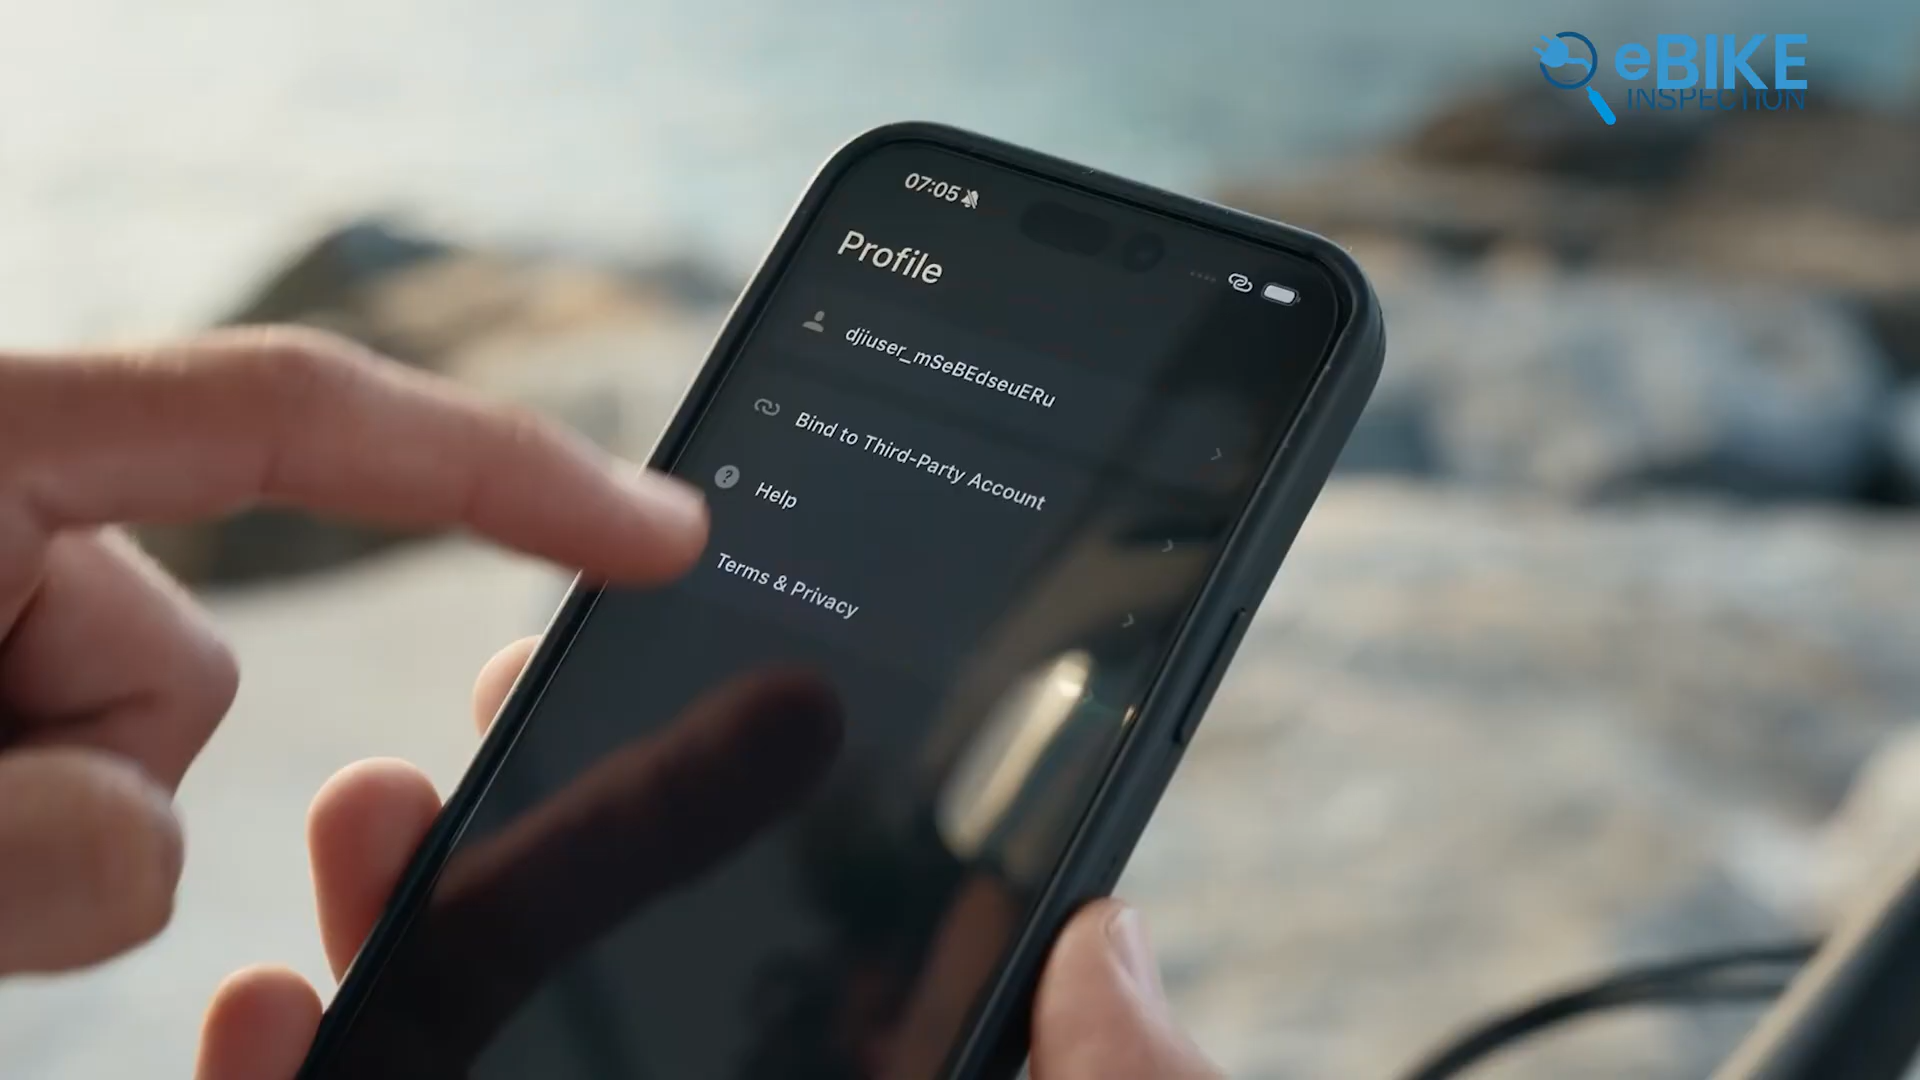 eBIKE
INSPECTION
07:05
Profile
djiuser_mSeBEdseuERu
Bind to Third-Party Account
Help
Terms & Privacy